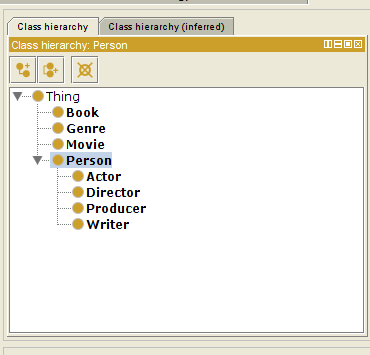 Class hierarchy Class hierarchy (inferred)
Class hierarchy: Person
Thing
Book
Genre
Movie
Person
Actor
Director
Producer
Writer